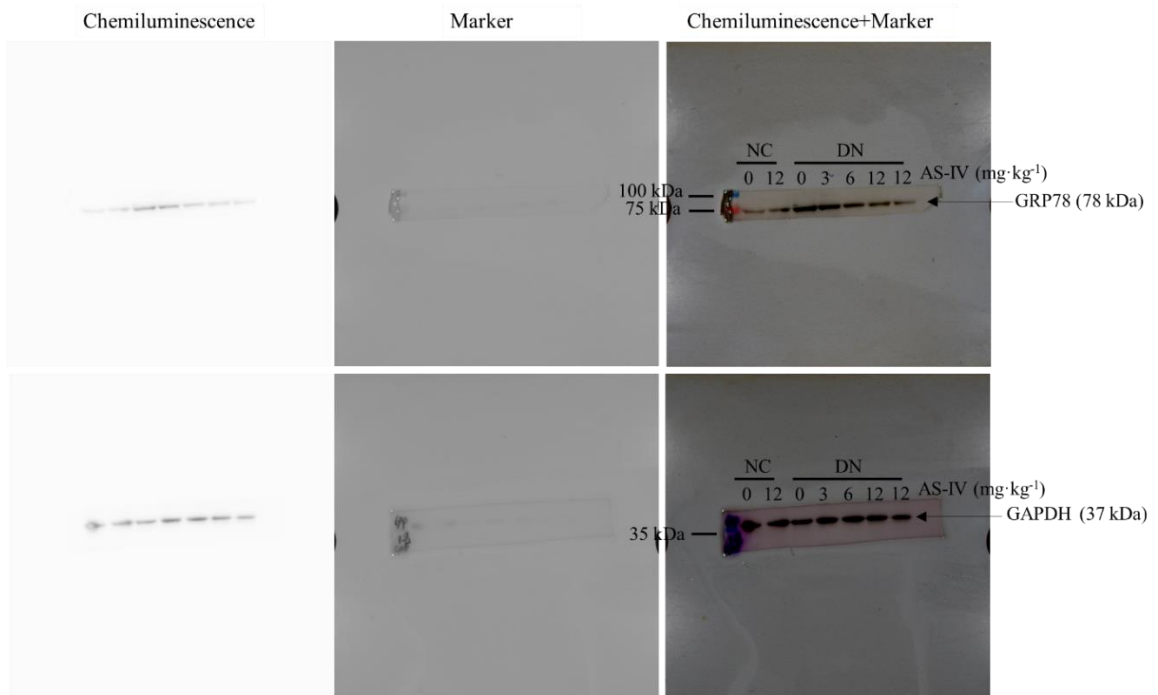 Chemiluminescence Marker Chemiluminescence+Marker
NC DN
0 12 0 3 6 12 12 AS-IV (mg·kg⁻¹)
100 kDa
75 kDa
GRP78 (78 kDa)
NC DN
0 12 0 3 6 12 12 AS-IV (mg·kg⁻¹)
GAPDH (37 kDa)
35 kDa